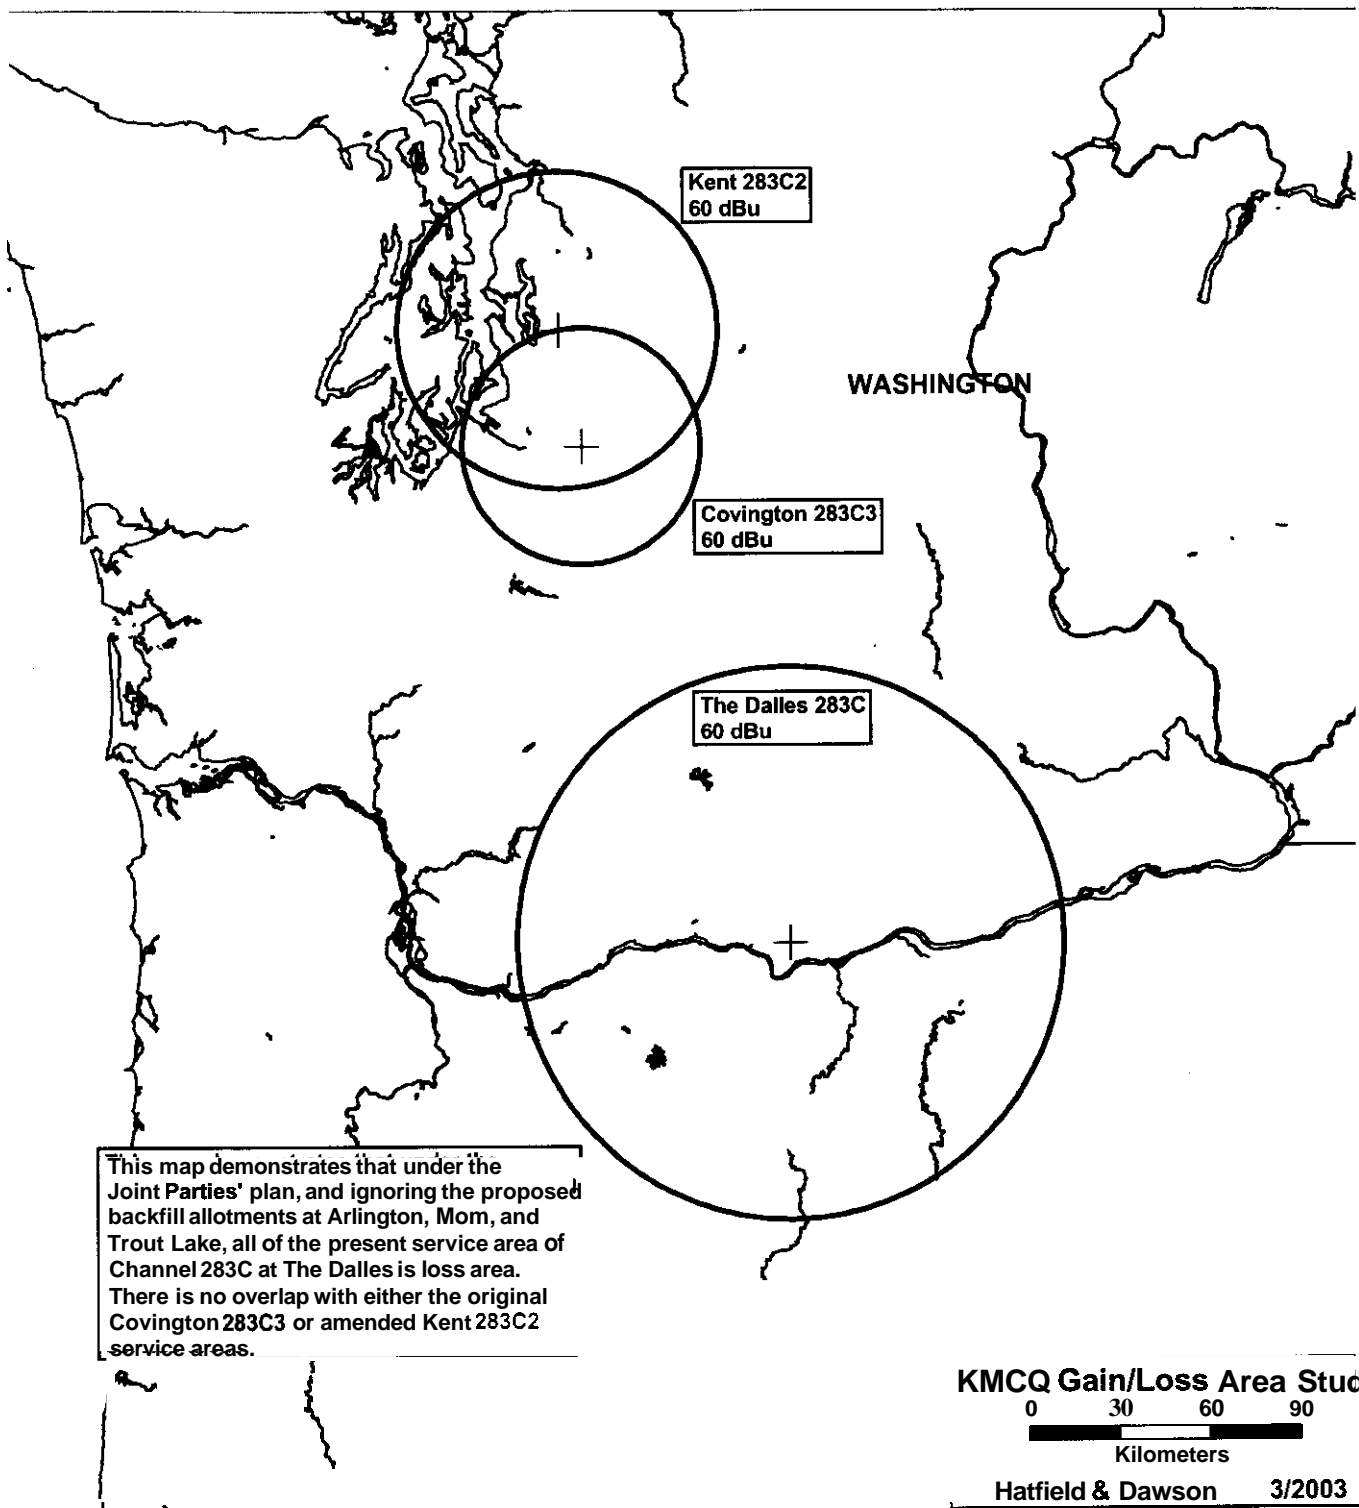 Kent 283C2
60 dBu
WASHINGTON
Covington 283C3
60 dBu
The Dalles 283C
60 dBu
This map demonstrates that under the
Joint Parties' plan, and ignoring the proposed
backfill allotments at Arlington, Mom, and
Trout Lake, all of the present service area of
Channel 283C at The Dalles is loss area.
There is no overlap with either the original
Covington 283C3 or amended Kent 283C2
service areas.
KMCQ Gain/Loss Area Stud
0 30 60 90
Kilometers
Hatfield & Dawson 3/2003